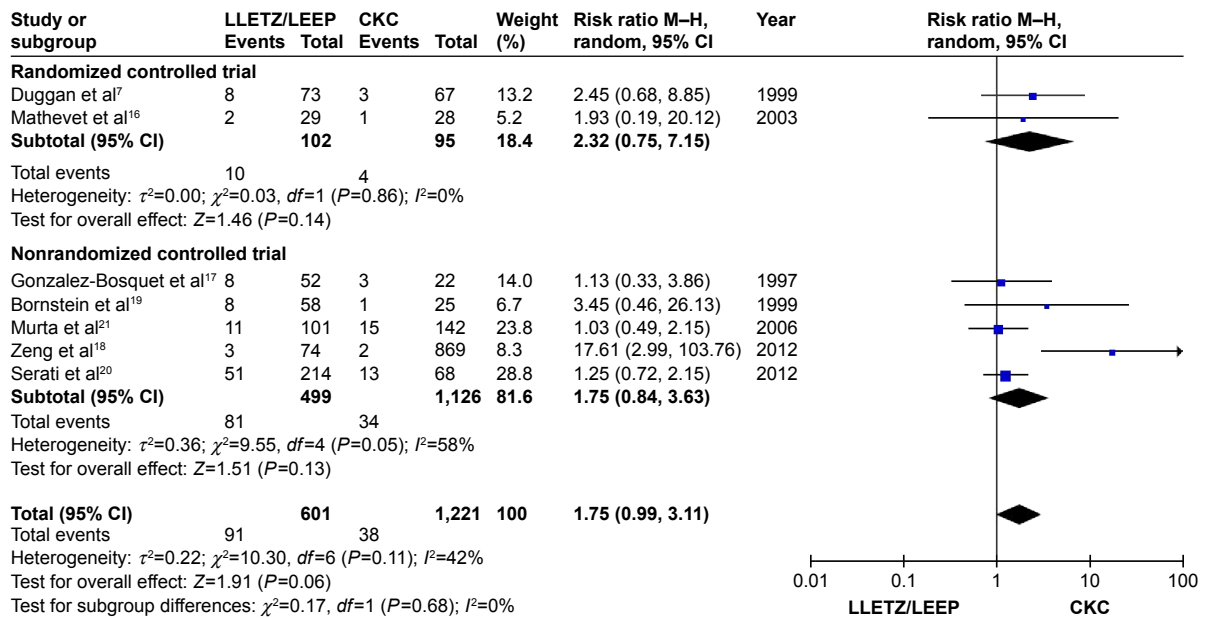 Study or subgroup LLETZ/LEEP CKC Weight (%) Risk ratio M–H, random, 95% CI Year Risk ratio M–H, random, 95% CI
Events Total Events Total
Randomized controlled trial
Duggan et al⁷ 8 73 3 67 13.2 2.45 (0.68, 8.85) 1999
Mathevet et al¹⁶ 2 29 1 28 5.2 1.93 (0.19, 20.12) 2003
Subtotal (95% CI) 102 95 18.4 2.32 (0.75, 7.15)
Total events 10 4
Heterogeneity: τ²=0.00; χ²=0.03, df=1 (P=0.86); I²=0%
Test for overall effect: Z=1.46 (P=0.14)
Nonrandomized controlled trial
Gonzalez-Bosquet et al¹⁷ 8 52 3 22 14.0 1.13 (0.33, 3.86) 1997
Bornstein et al¹⁹ 8 58 1 25 6.7 3.45 (0.46, 26.13) 1999
Murta et al²¹ 11 101 15 142 23.8 1.03 (0.49, 2.15) 2006
Zeng et al¹⁸ 3 74 2 869 8.3 17.61 (2.99, 103.76) 2012
Serati et al²⁰ 51 214 13 68 28.8 1.25 (0.72, 2.15) 2012
Subtotal (95% CI) 499 1,126 81.6 1.75 (0.84, 3.63)
Total events 81 34
Heterogeneity: τ²=0.36; χ²=9.55, df=4 (P=0.05); I²=58%
Test for overall effect: Z=1.51 (P=0.13)
Total (95% CI) 601 1,221 100 1.75 (0.99, 3.11)
Total events 91 38
Heterogeneity: τ²=0.22; χ²=10.30, df=6 (P=0.11); I²=42%
Test for overall effect: Z=1.91 (P=0.06)
Test for subgroup differences: χ²=0.17, df=1 (P=0.68); I²=0%
0.01 0.1 1 10 100
LLETZ/LEEP CKC